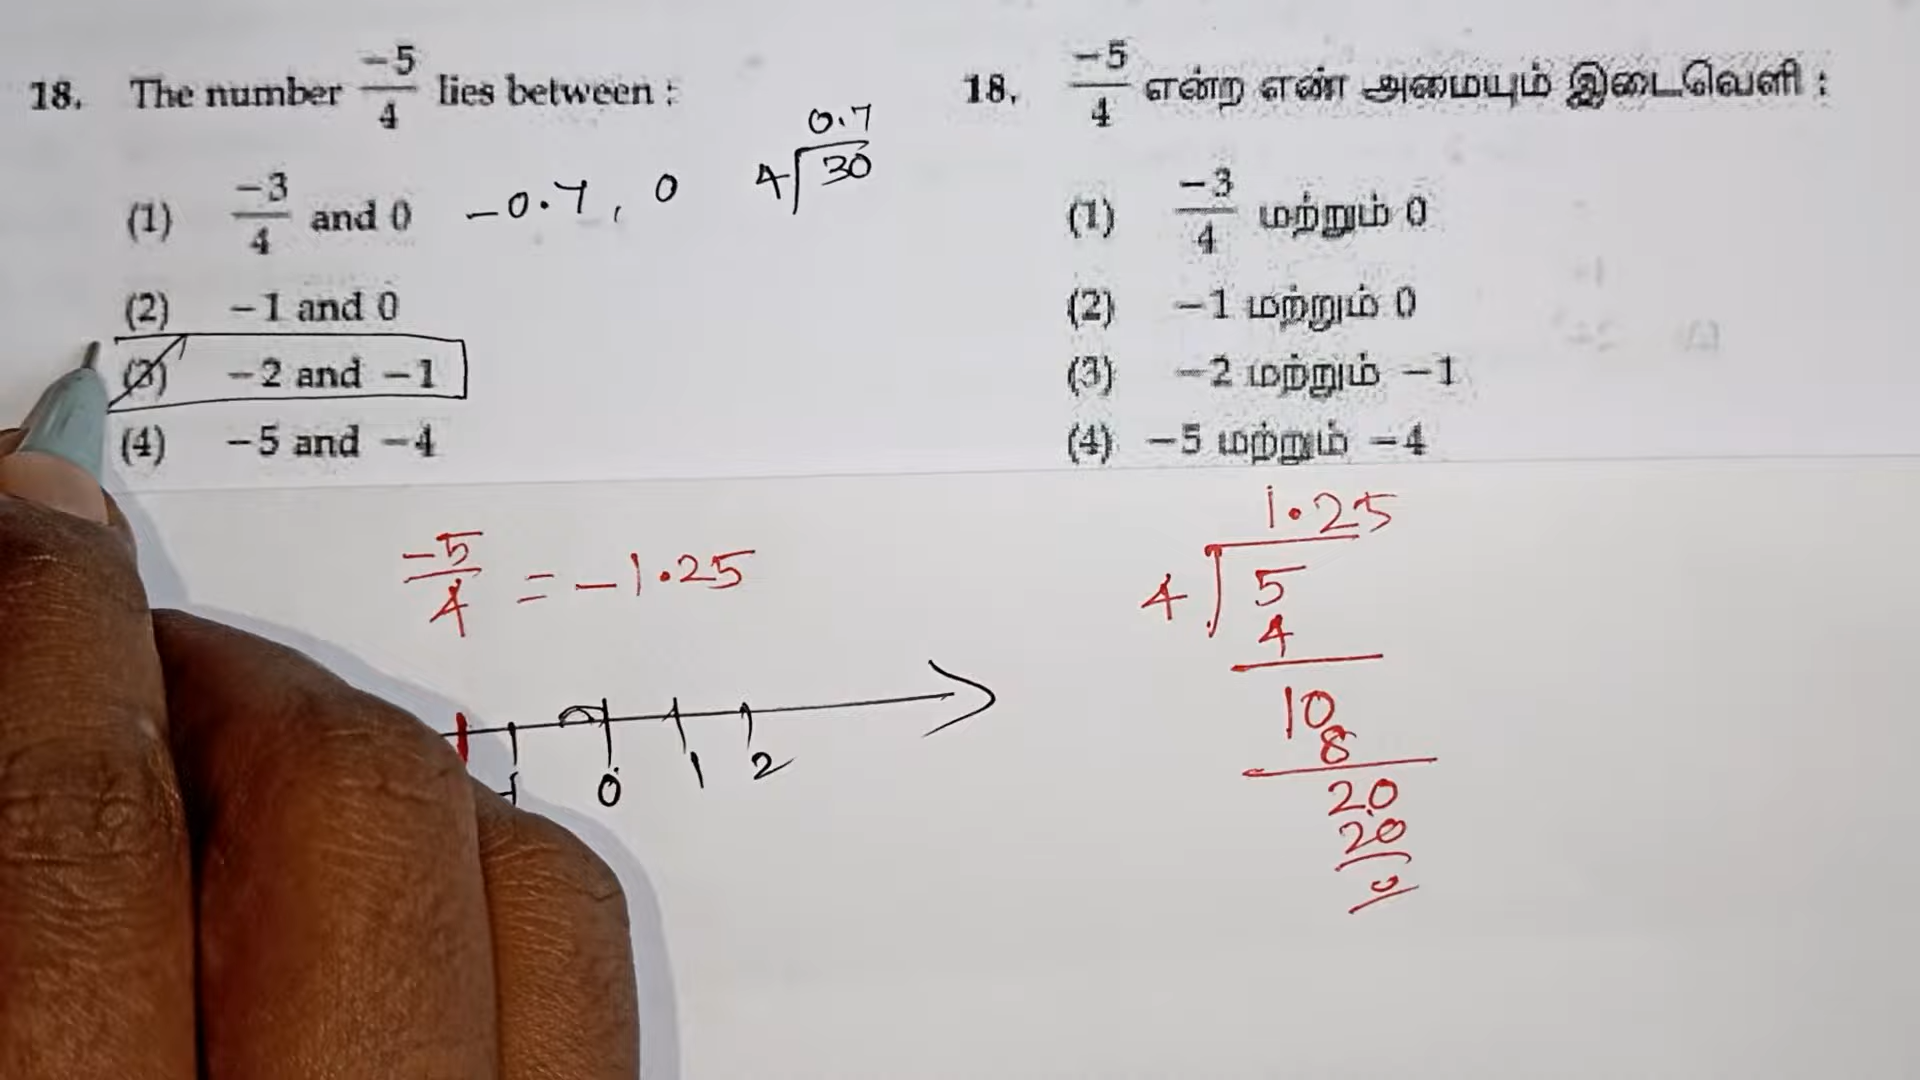 18. The number -5/4 lies between :
(1) -3/4 and 0 -0.7, 0
0.7
4 30
(2) -1 and 0
(3) -2 and -1
(4) -5 and -4
18. -5/4 என்ற எண் அமையும் இடைவெளி :
(1) -3/4 மற்றும் 0
(2) -1 மற்றும் 0
(3) -2 மற்றும் -1
(4) -5 மற்றும் -4
-5/4 = -1.25
0 1 2
1.25
4 5
4
10
8
20
20
0